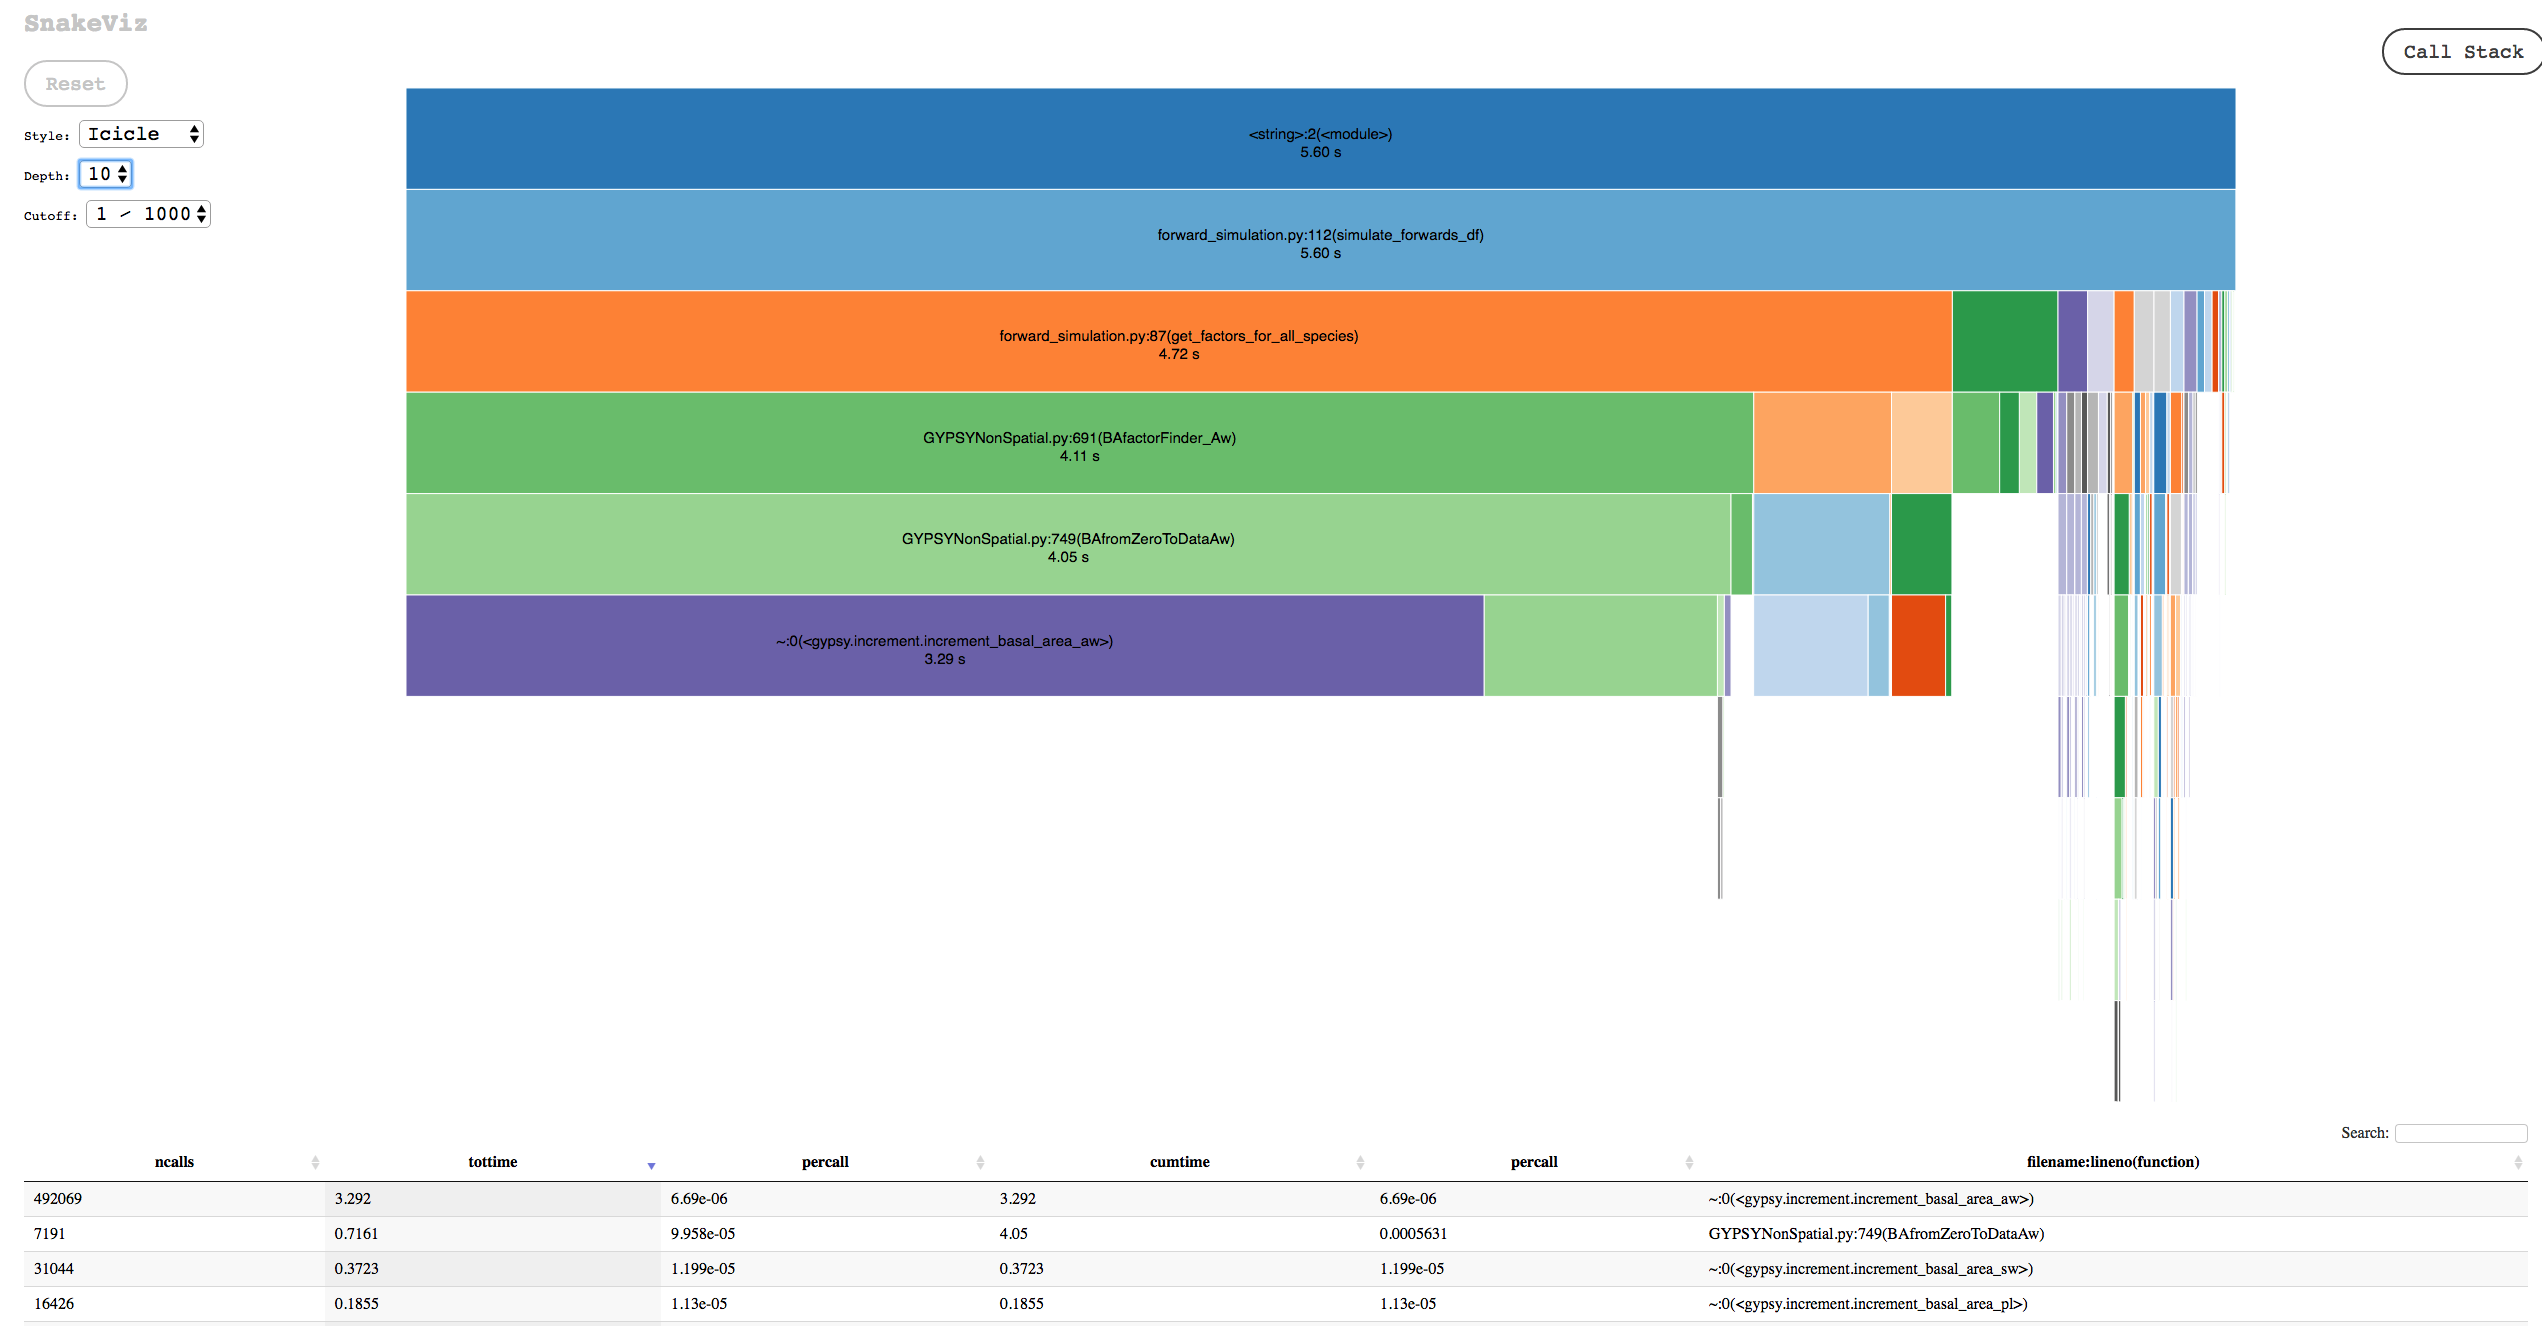 SnakeViz
Call Stack
Reset
Style: Icicle
Depth: 10
Cutoff: 1 / 1000
<string>:2(<module>)
5.60 s
forward_simulation.py:112(simulate_forwards_df)
5.60 s
forward_simulation.py:87(get_factors_for_all_species)
4.72 s
GYPSYNonSpatial.py:691(BAfactorFinder_Aw)
4.11 s
GYPSYNonSpatial.py:749(BAfromZeroToDataAw)
4.05 s
~:0(<gypsy.increment.increment_basal_area_aw>)
3.29 s
Search:
ncalls tottime percall cumtime percall filename:lineno(function)
492069 3.292 6.69e-06 3.292 6.69e-06 ~:0(<gypsy.increment.increment_basal_area_aw>)
7191 0.7161 9.958e-05 4.05 0.0005631 GYPSYNonSpatial.py:749(BAfromZeroToDataAw)
31044 0.3723 1.199e-05 0.3723 1.199e-05 ~:0(<gypsy.increment.increment_basal_area_sw>)
16426 0.1855 1.13e-05 0.1855 1.13e-05 ~:0(<gypsy.increment.increment_basal_area_pl>)